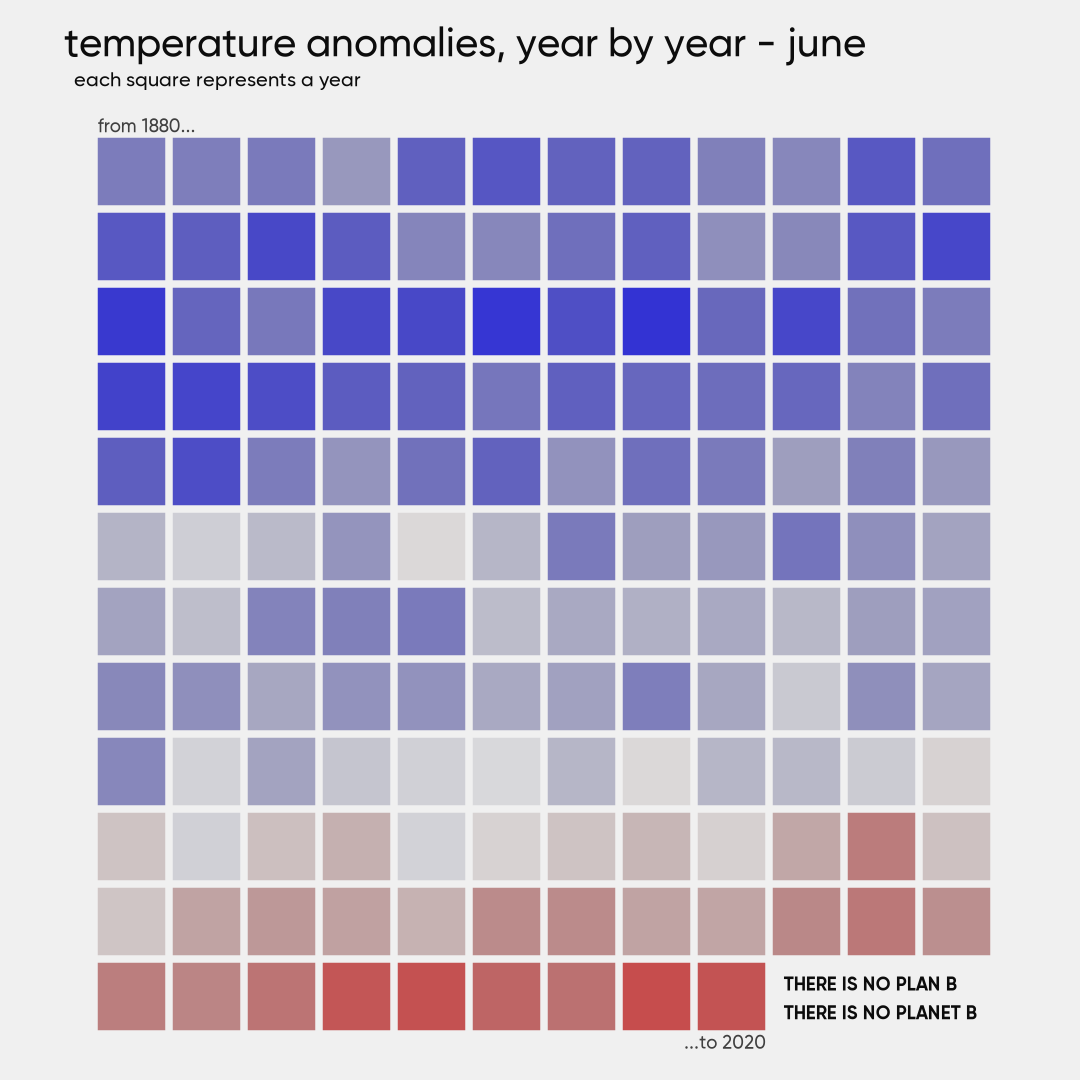 temperature anomalies, year by year - june
each square represents a year
from 1880...
THERE IS NO PLAN B
THERE IS NO PLANET B
...to 2020